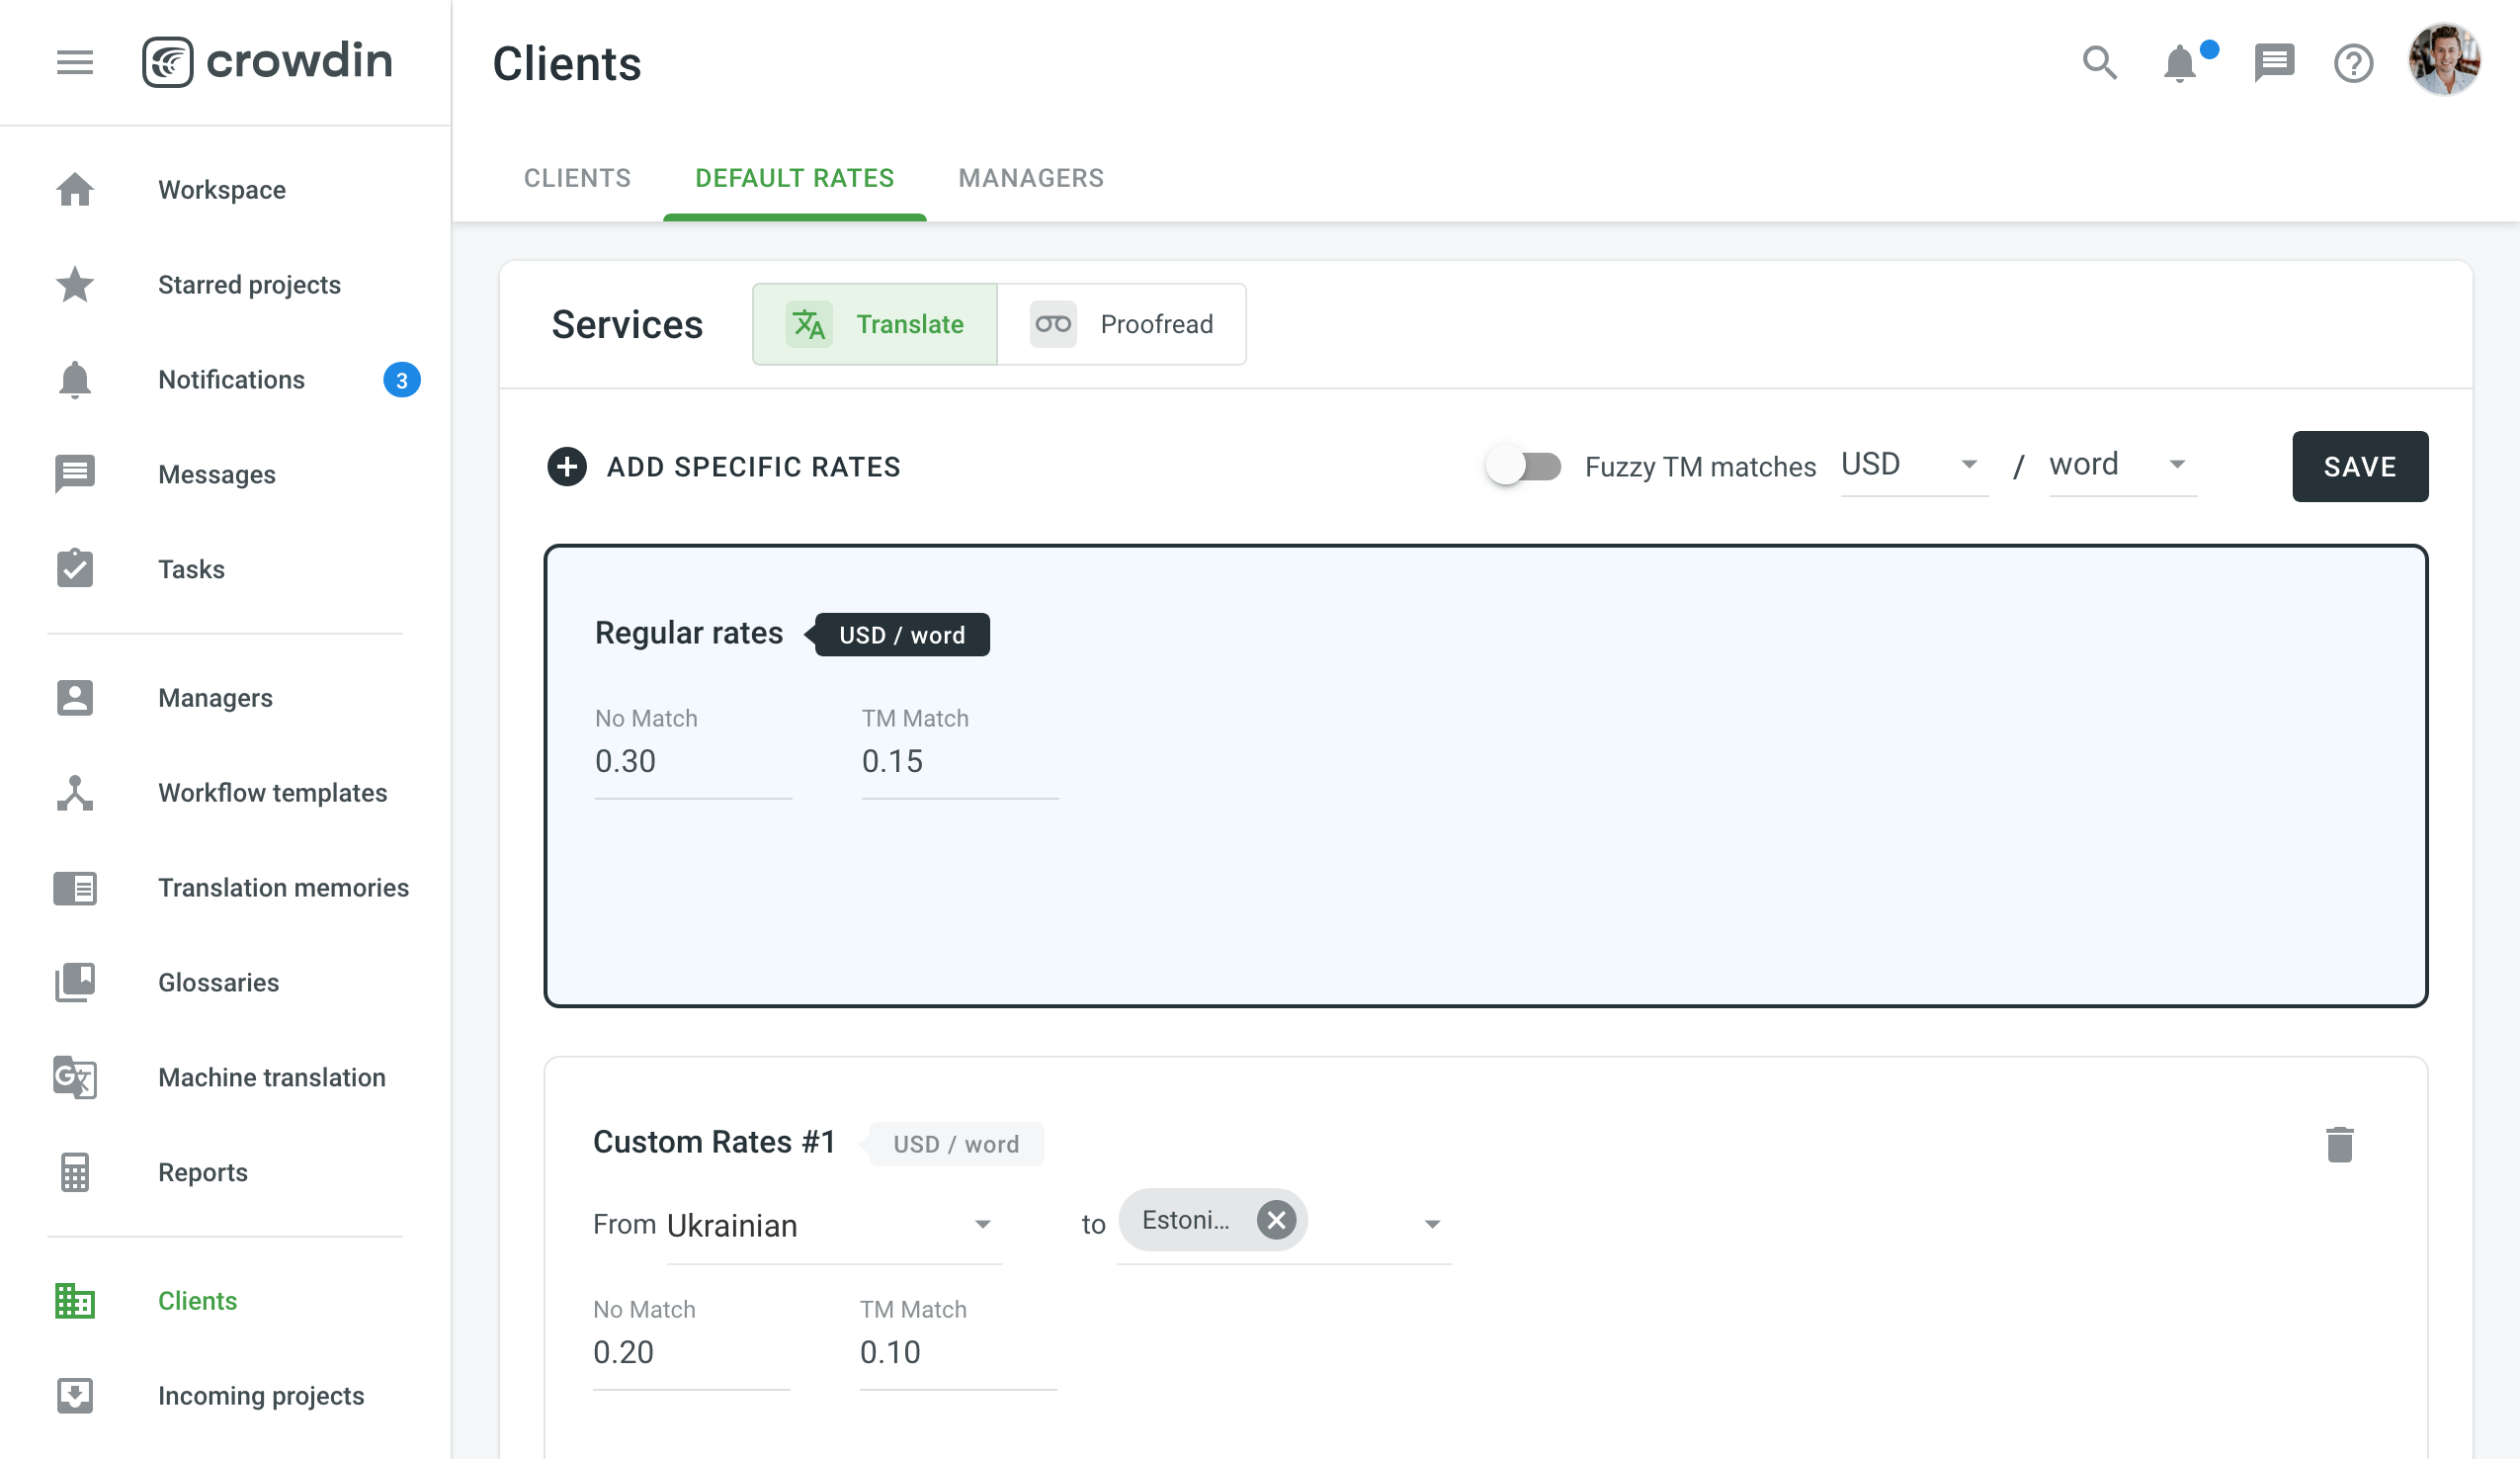 crowdin
Clients
CLIENTS DEFAULT RATES MANAGERS
Workspace
Starred projects
Notifications 3
Messages
Tasks
Managers
Workflow templates
Translation memories
Glossaries
Machine translation
Reports
Clients
Incoming projects
Services Translate Proofread
ADD SPECIFIC RATES Fuzzy TM matches USD / word SAVE
Regular rates USD / word
No Match TM Match
0.30 0.15
Custom Rates #1 USD / word
From Ukrainian to Estoni...
No Match TM Match
0.20 0.10